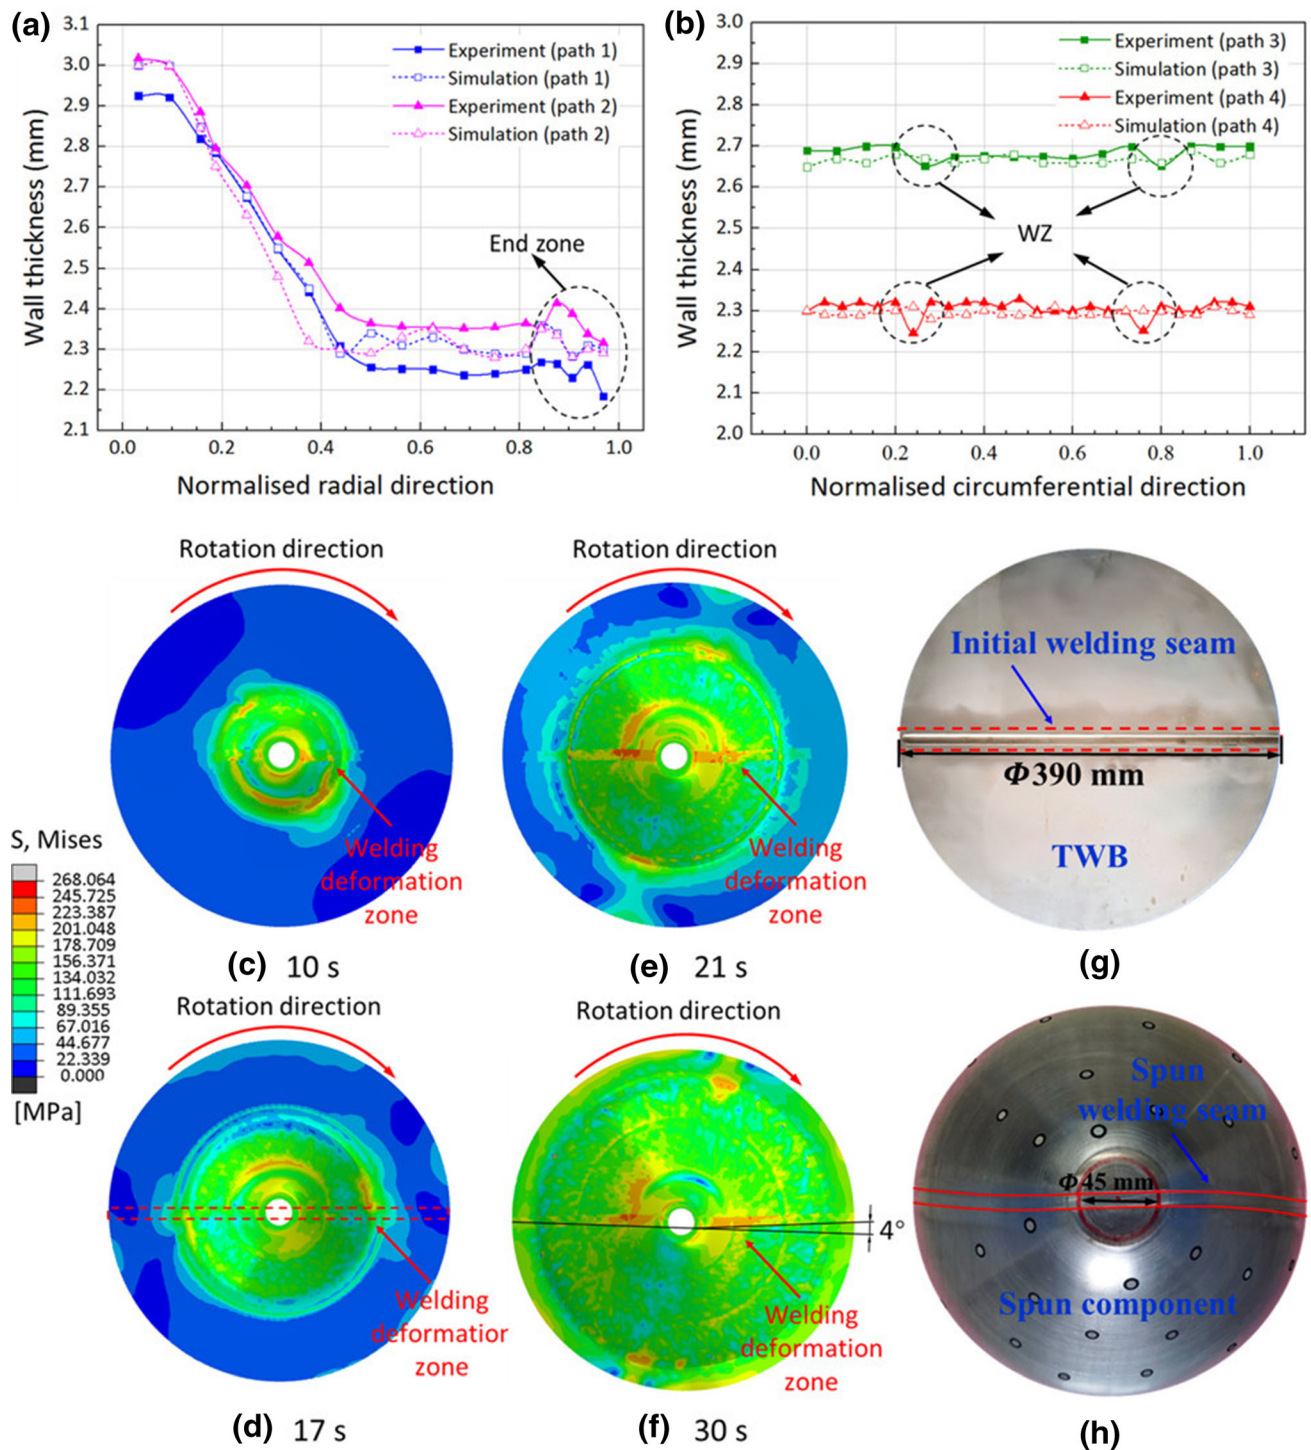 (a)
3.1
3.0
2.9
2.8
2.7
2.6
2.5
2.4
2.3
2.2
2.1
Wall thickness (mm)
Experiment (path 1)
Simulation (path 1)
Experiment (path 2)
Simulation (path 2)
End zone
0.0 0.2 0.4 0.6 0.8 1.0
Normalised radial direction
(b)
3.0
2.9
2.8
2.7
2.6
2.5
2.4
2.3
2.2
2.1
2.0
Wall thickness (mm)
Experiment (path 3)
Simulation (path 3)
Experiment (path 4)
Simulation (path 4)
WZ
0.0 0.2 0.4 0.6 0.8 1.0
Normalised circumferential direction
Rotation direction
Welding
deformation
zone
(c) 10 s
Rotation direction
Welding
deformation
zone
(e) 21 s
Initial welding seam
Φ390 mm
TWB
(g)
S, Mises
268.064
245.725
223.387
201.048
178.709
156.371
134.032
111.693
89.355
67.016
44.677
22.339
0.000
[MPa]
Rotation direction
Welding
deformatior
zone
(d) 17 s
Rotation direction
4°
Welding
deformation
zone
(f) 30 s
Spun
welding seam
Φ45 mm
Spun component
(h)